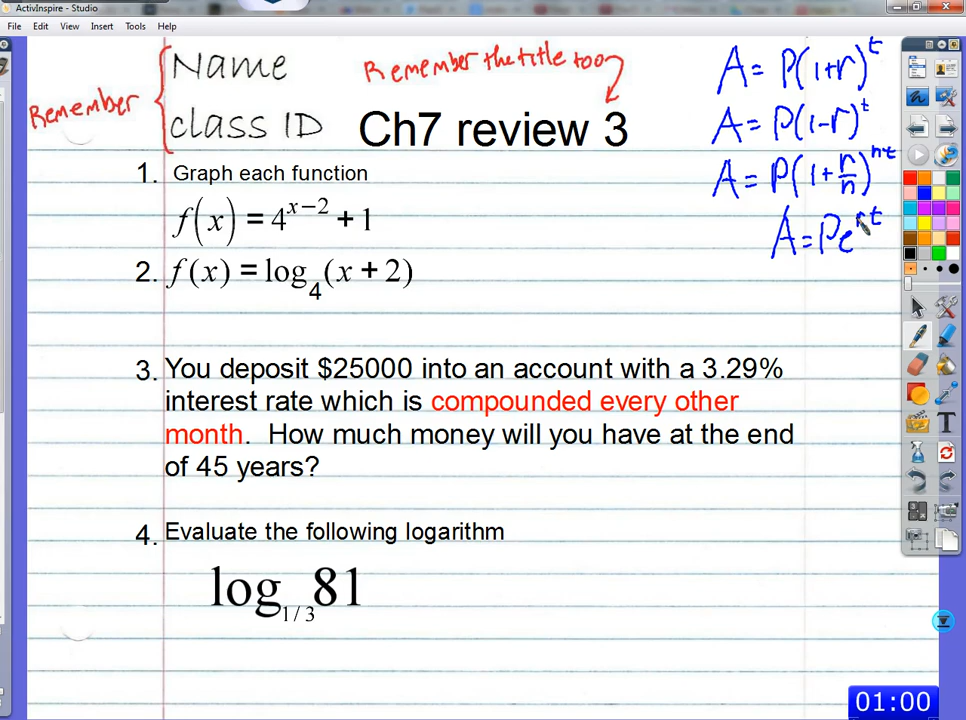 ActivInspire - Studio
File Edit View Insert Tools Help
Remember
Name
class ID
Remember the title too
Ch7 review 3
A = P(1+r)^t
A = P(1-r)^t
A = P(1+r/n)^nt
A = Pe^rt
1. Graph each function
f(x) = 4^{x-2} + 1
2. f(x) = log_4 (x + 2)
3. You deposit $25000 into an account with a 3.29%
interest rate which is compounded every other
month. How much money will you have at the end
of 45 years?
4. Evaluate the following logarithm
log_{1/3} 81
T
01:00